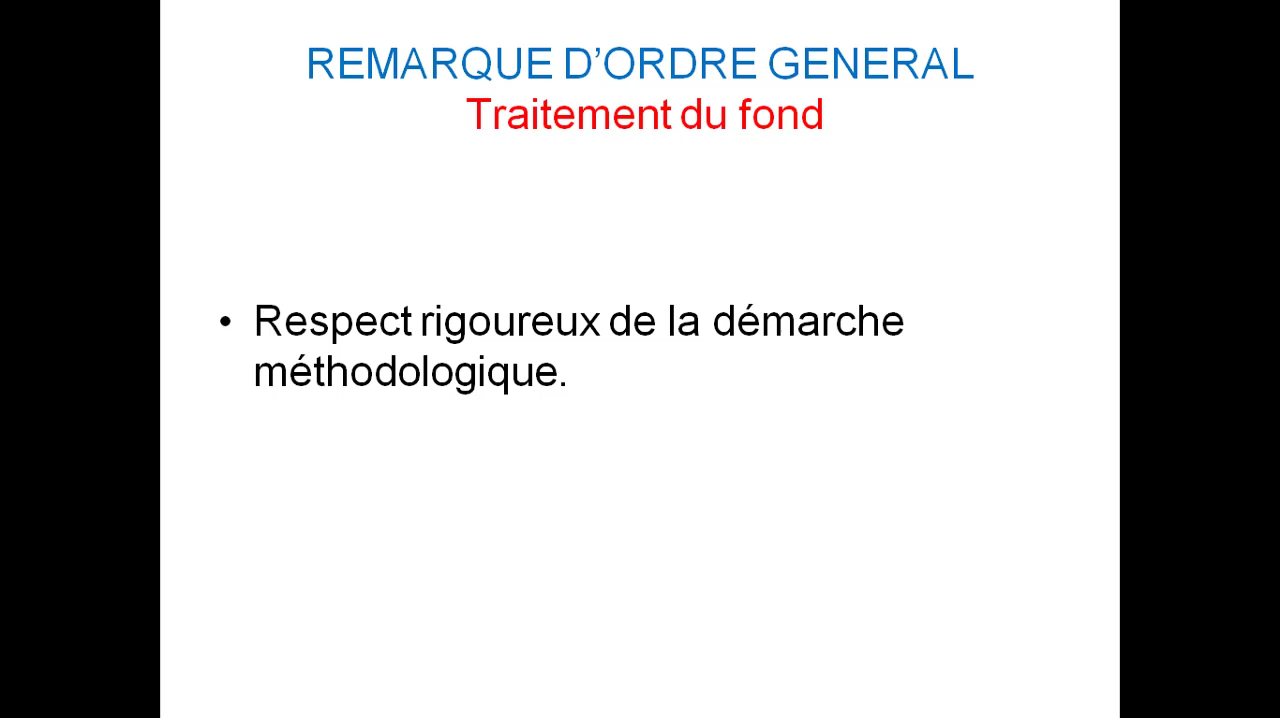 REMARQUE D’ORDRE GENERAL
Traitement du fond
• Respect rigoureux de la démarche
méthodologique.